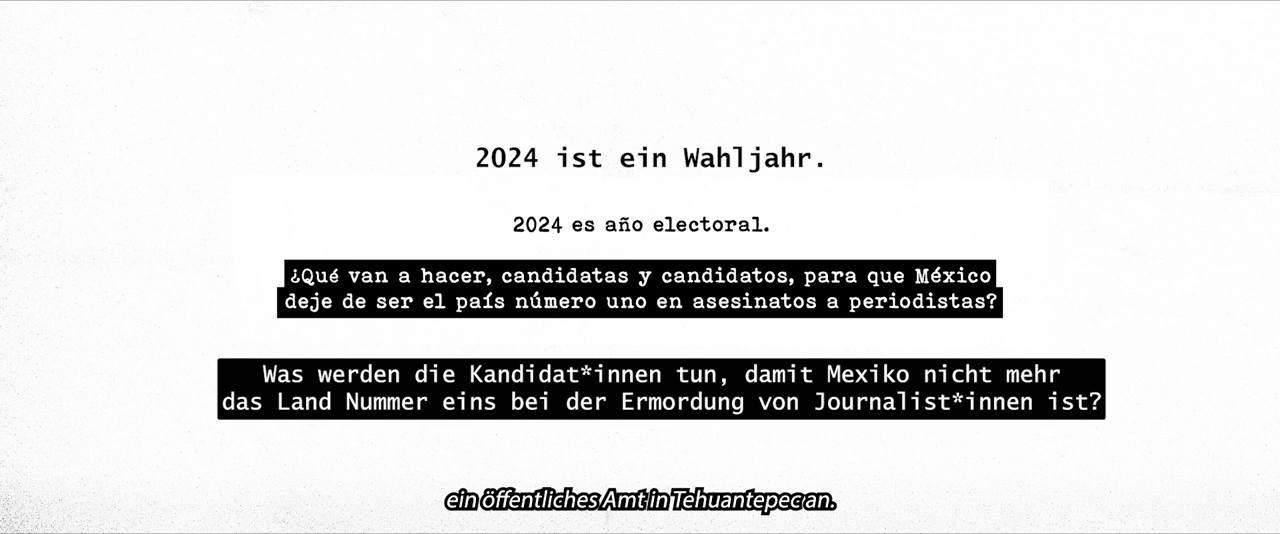 2024 ist ein Wahljahr.
2024 es año electoral.
¿Qué van a hacer, candidatas y candidatos, para que México
deje de ser el país número uno en asesinatos a periodistas?
Was werden die Kandidat*innen tun, damit Mexiko nicht mehr
das Land Nummer eins bei der Ermordung von Journalist*innen ist?
ein öffentliches Amt in Tehuantepec an.